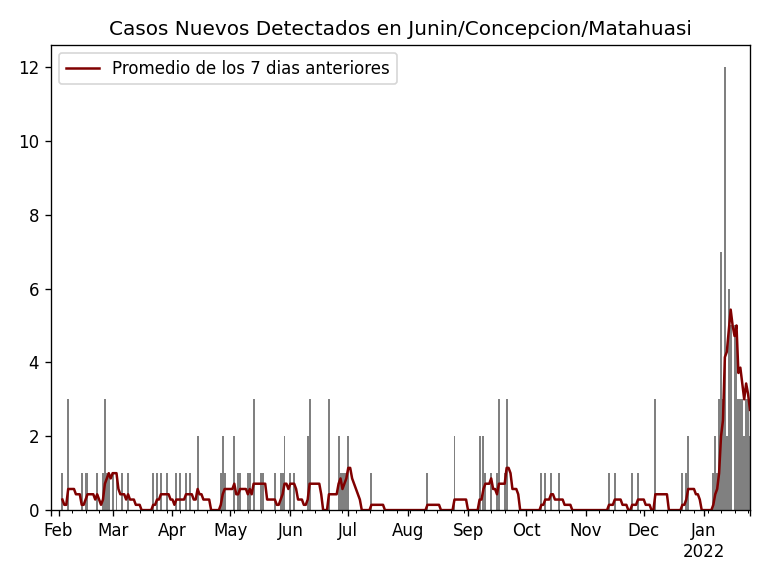 Casos Nuevos Detectados en Junin/Concepcion/Matahuasi
Promedio de los 7 dias anteriores
12
10
8
6
4
2
0
Feb Mar Apr May Jun Jul Aug Sep Oct Nov Dec Jan
2022